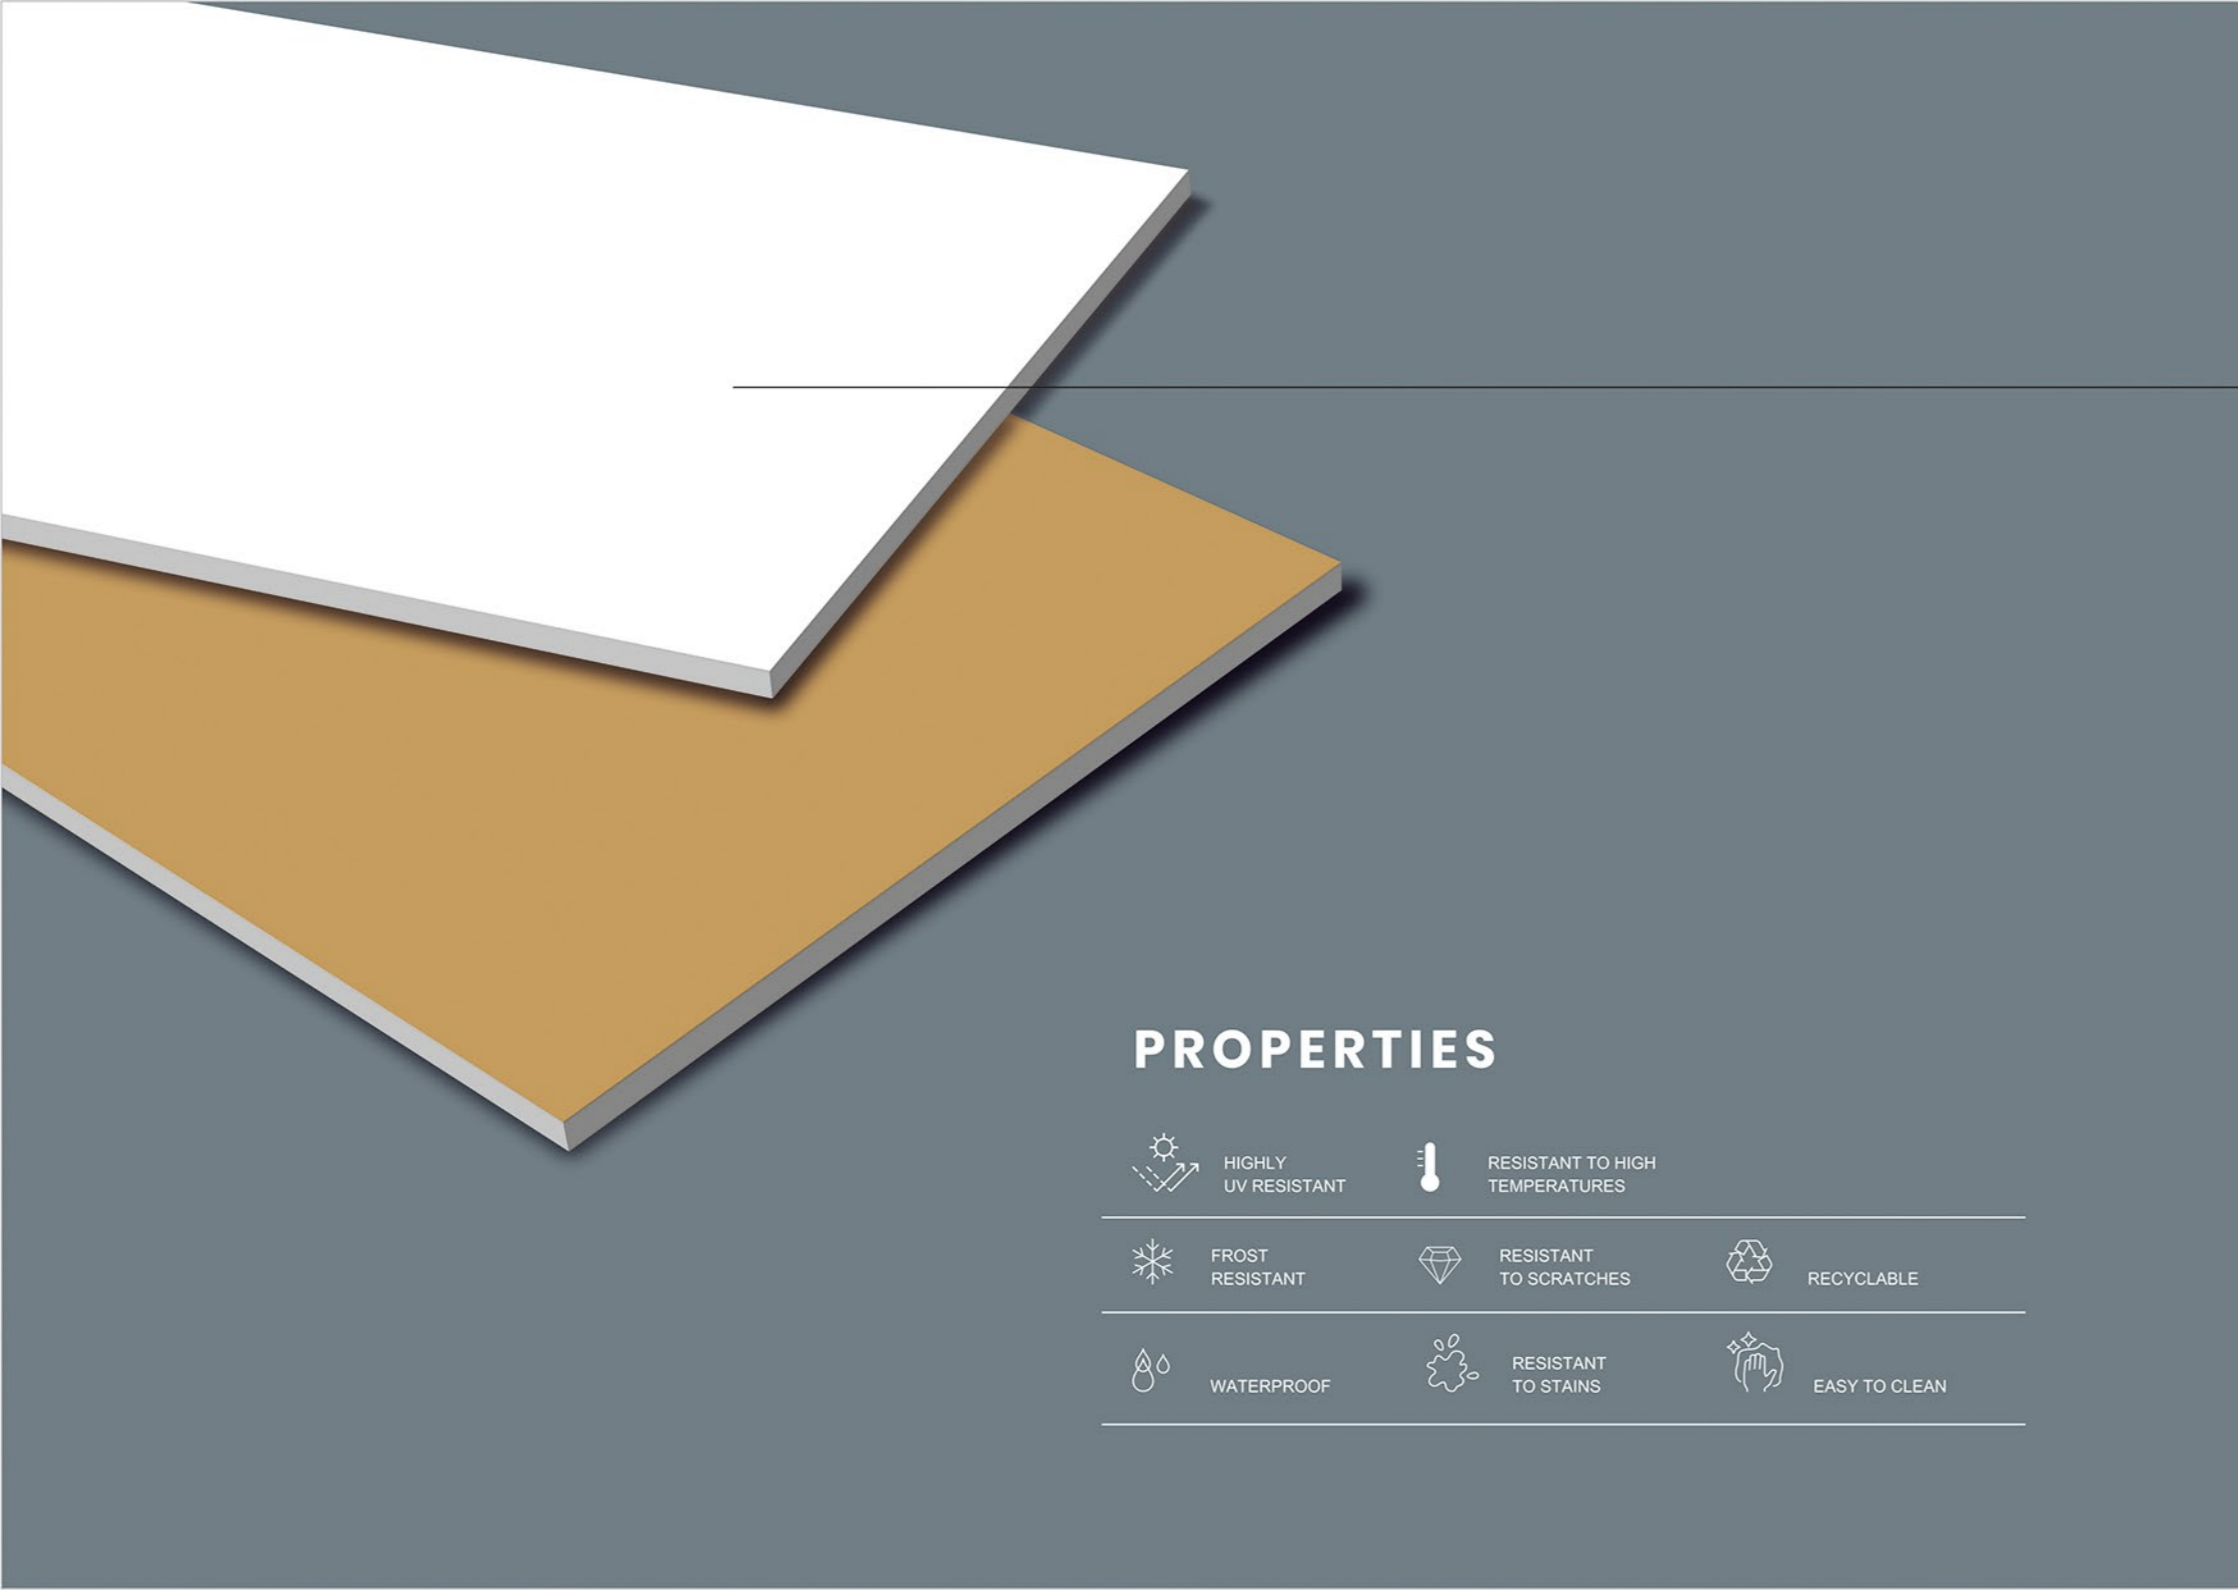 PROPERTIES
HIGHLY
UV RESISTANT
RESISTANT TO HIGH
TEMPERATURES
FROST
RESISTANT
RESISTANT
TO SCRATCHES
RECYCLABLE
WATERPROOF
RESISTANT
TO STAINS
EASY TO CLEAN